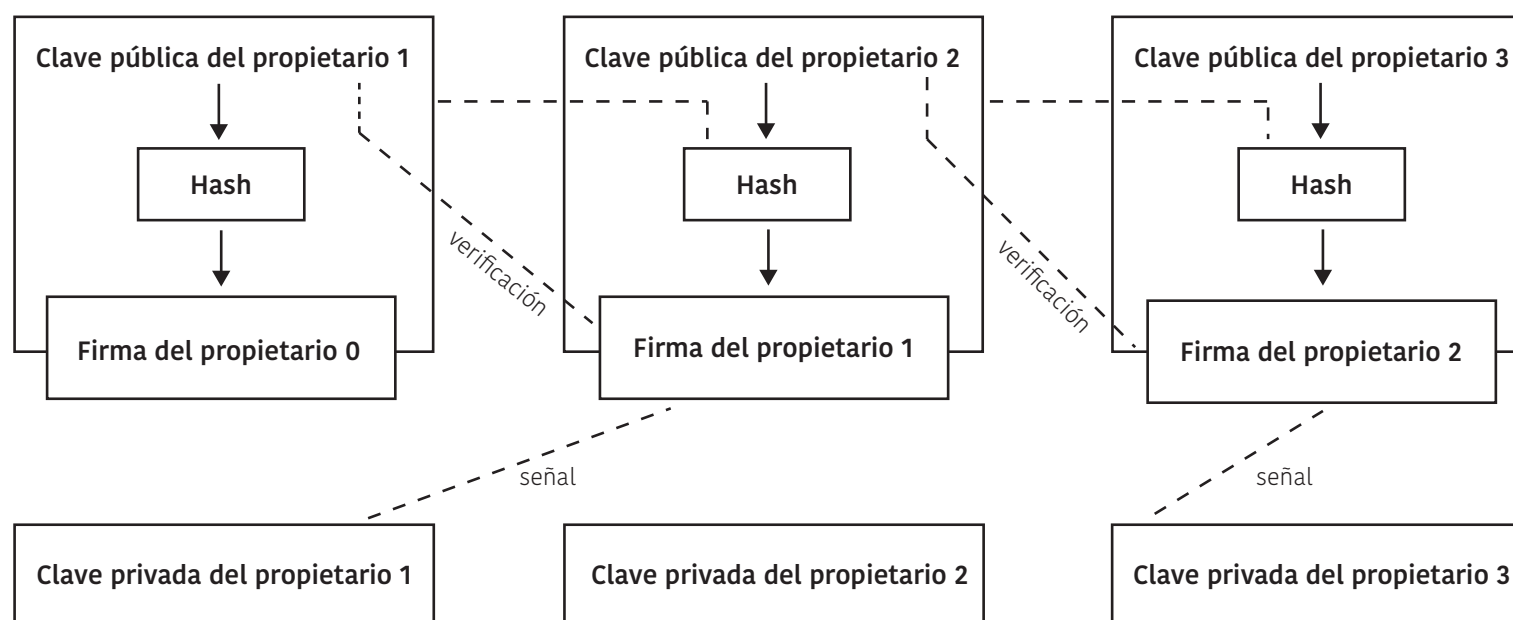 Clave pública del propietario 1
Clave pública del propietario 2
Clave pública del propietario 3
Hash
Hash
Hash
verificación
verificación
Firma del propietario 0
Firma del propietario 1
Firma del propietario 2
señal
señal
Clave privada del propietario 1
Clave privada del propietario 2
Clave privada del propietario 3